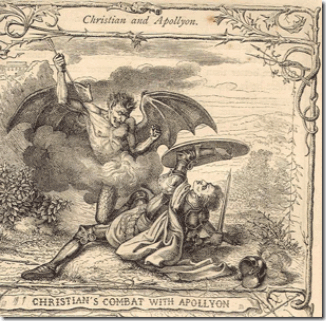 Christian and Apollyon.
CHRISTIAN'S COMBAT WITH APOLLYON